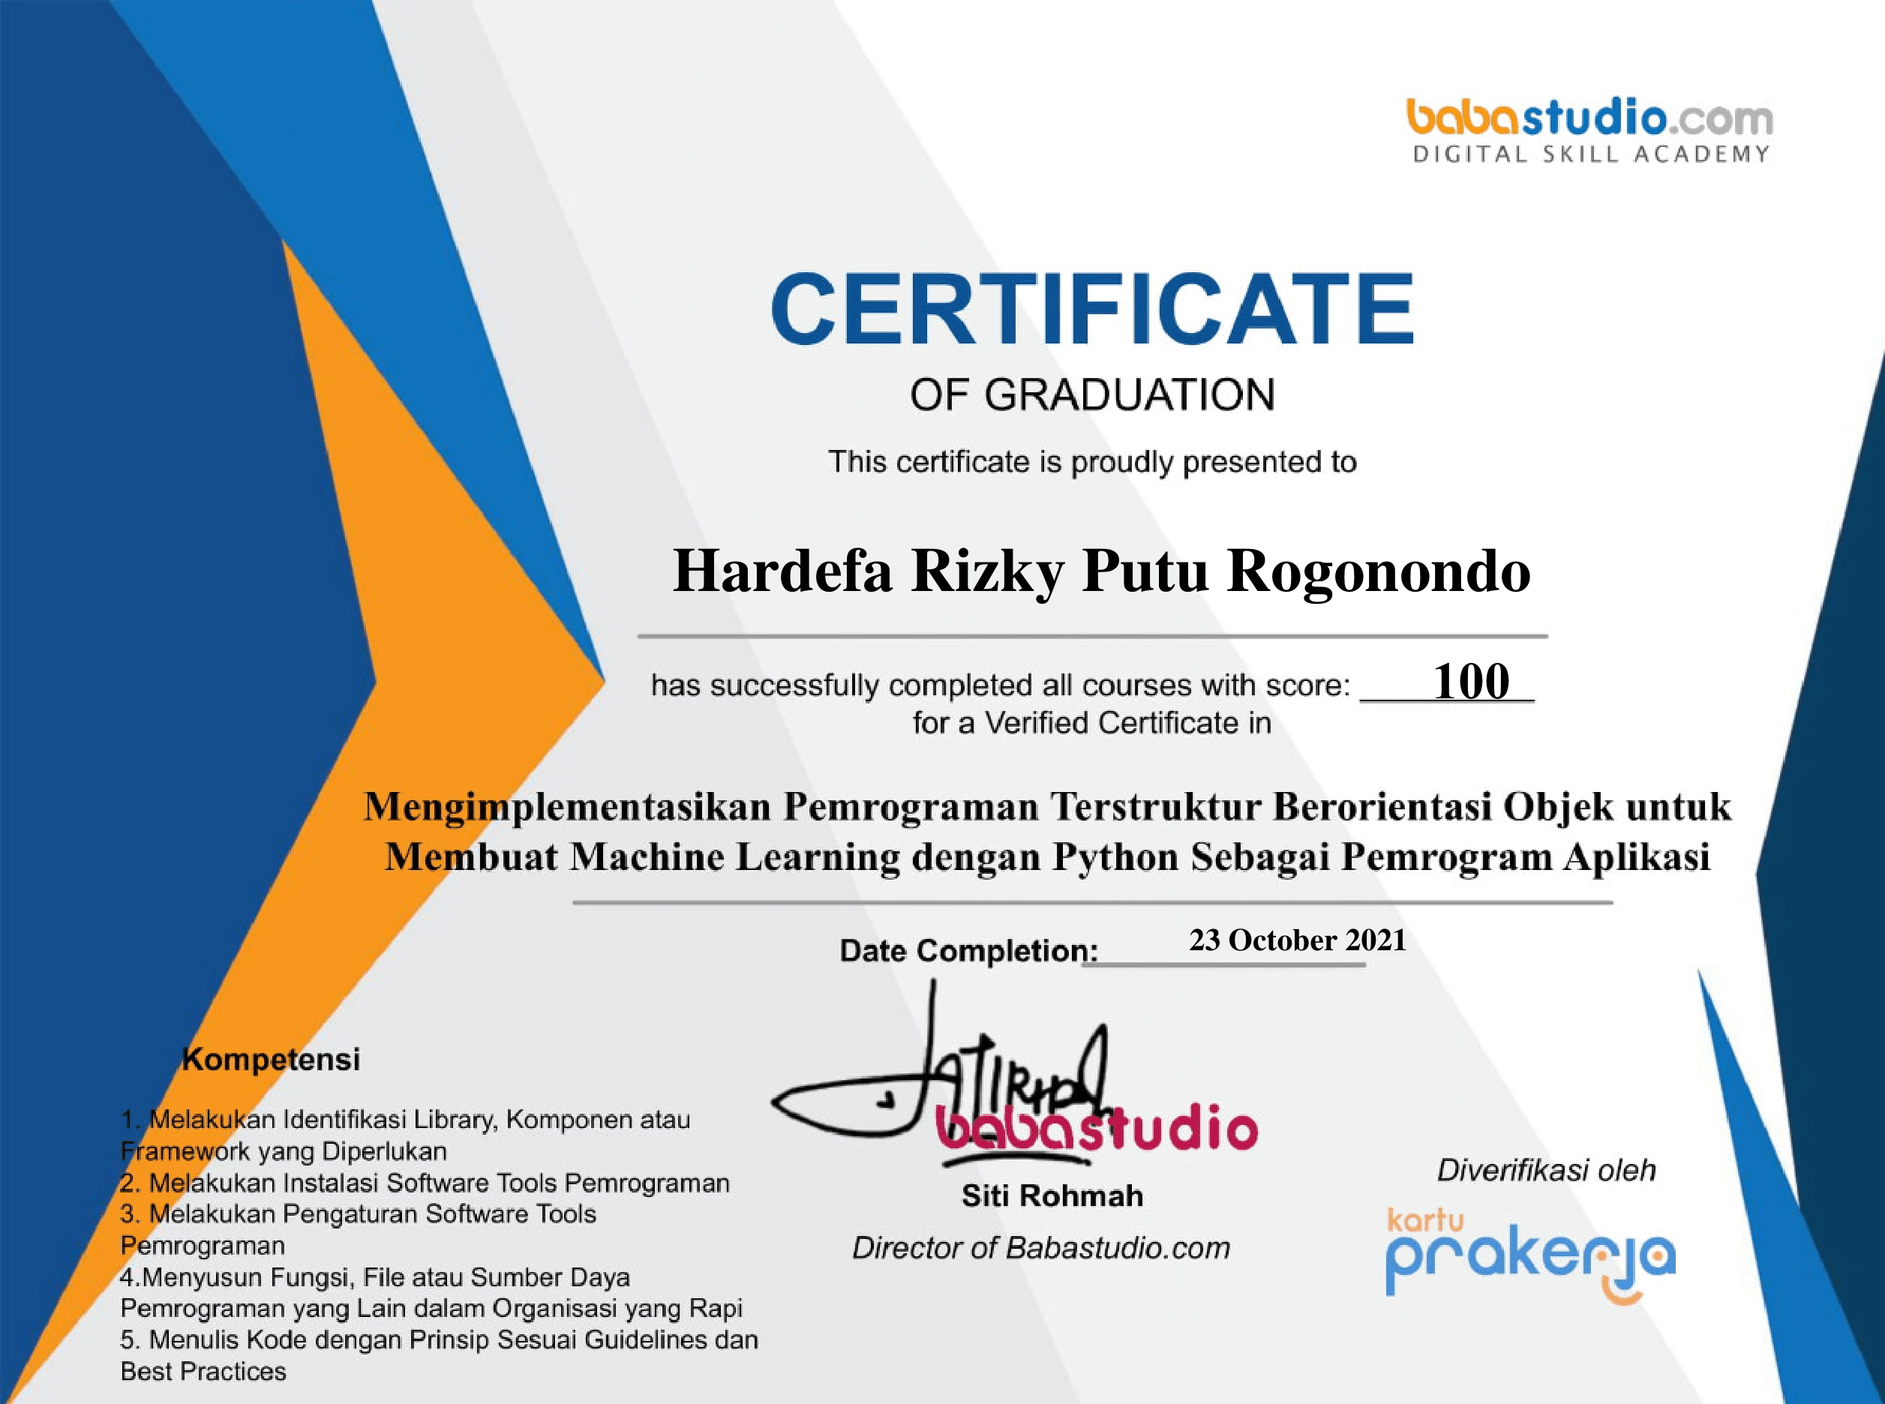 babastudio.com
DIGITAL SKILL ACADEMY
CERTIFICATE
OF GRADUATION
This certificate is proudly presented to
Hardefa Rizky Putu Rogonondo
has successfully completed all courses with score: 100
for a Verified Certificate in
Mengimplementasikan Pemrograman Terstruktur Berorientasi Objek untuk
Membuat Machine Learning dengan Python Sebagai Pemrogram Aplikasi
Date Completion: 23 October 2021
babastudio
Siti Rohmah
Director of Babastudio.com
Kompetensi
1. Melakukan Identifikasi Library, Komponen atau
Framework yang Diperlukan
2. Melakukan Instalasi Software Tools Pemrograman
3. Melakukan Pengaturan Software Tools
Pemrograman
4.Menyusun Fungsi, File atau Sumber Daya
Pemrograman yang Lain dalam Organisasi yang Rapi
5. Menulis Kode dengan Prinsip Sesuai Guidelines dan
Best Practices
Diverifikasi oleh
kartu
prakerja